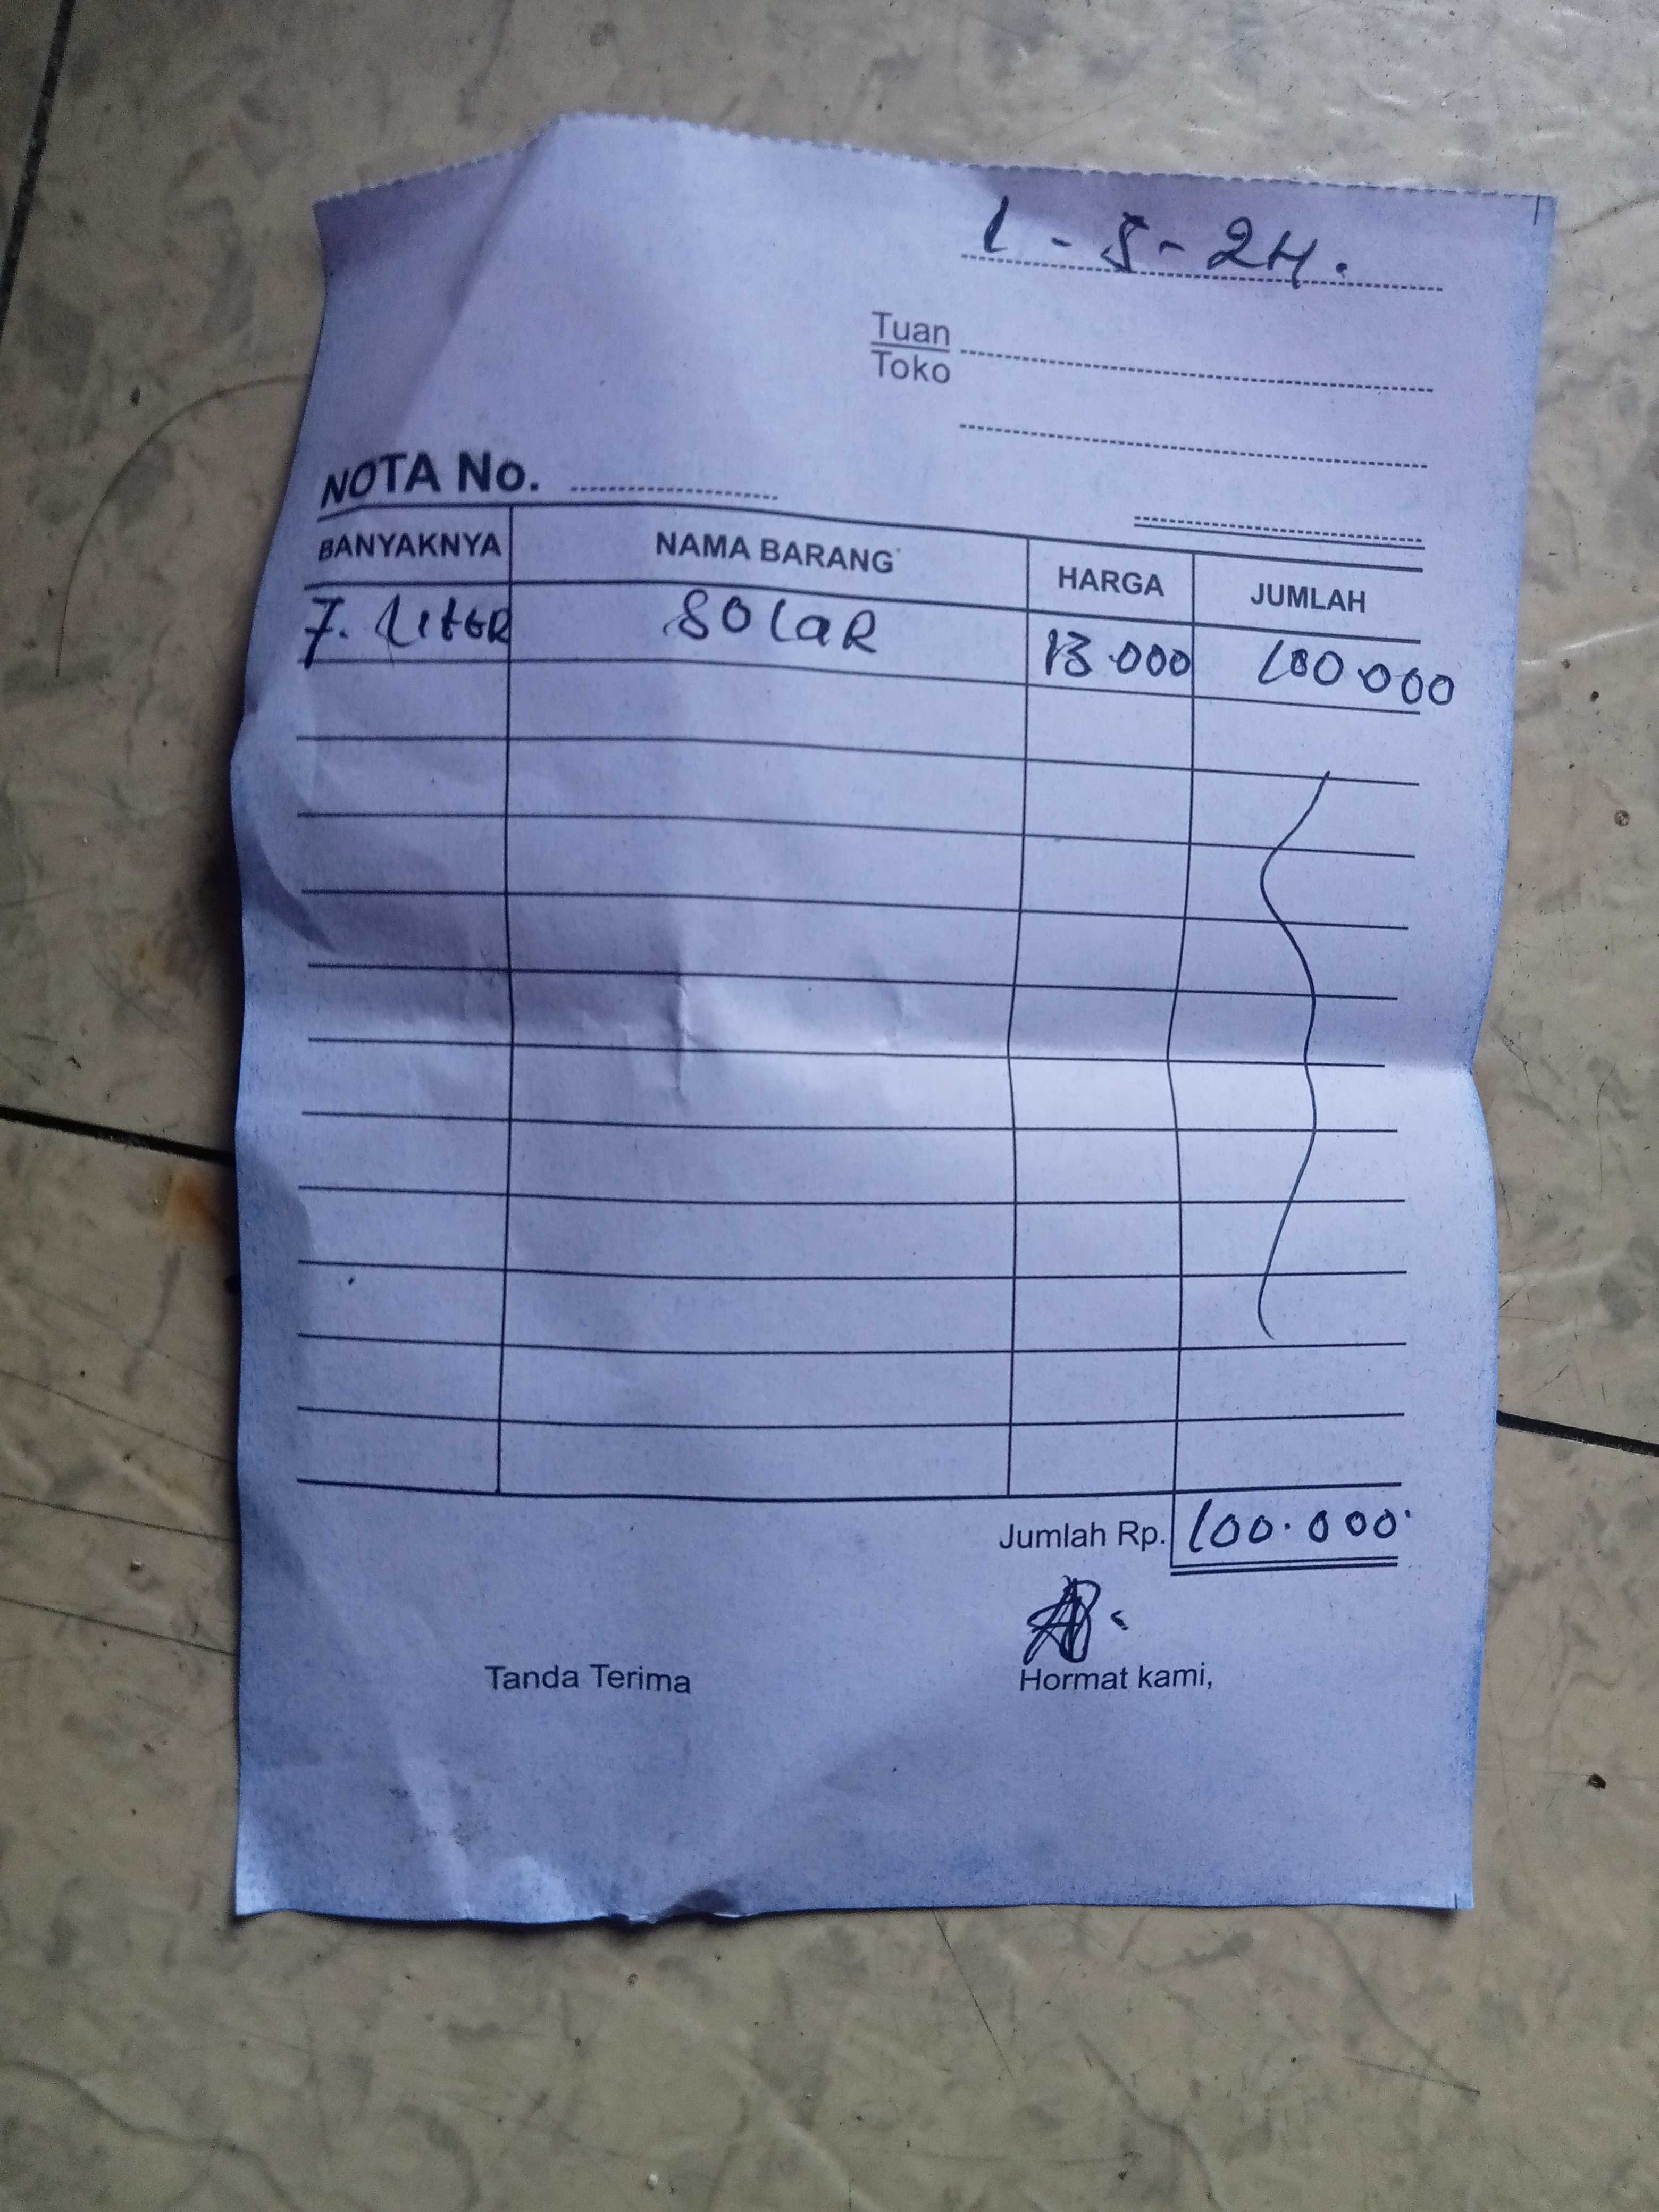 1 - 5 - 24.
Tuan
Toko
NOTA No.
BANYAKNYA NAMA BARANG HARGA JUMLAH
7. LiteR SOLaR 13.000 100.000
Jumlah Rp. 100.000
Tanda Terima Hormat kami,